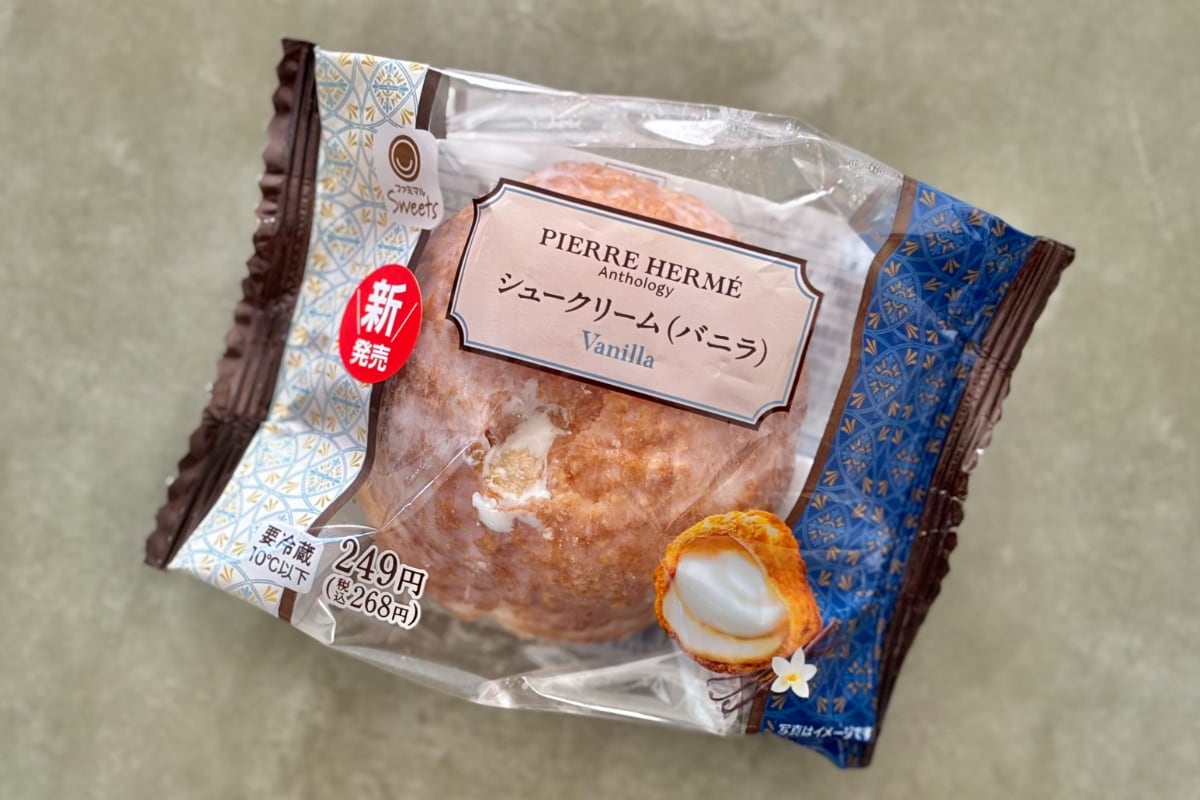 ファミマル
Sweets
PIERRE HERMÉ
Anthology
シュークリーム(バニラ)
Vanilla
新
発売
要冷蔵
10℃以下
249円
(税込268円)
写真はイメージです